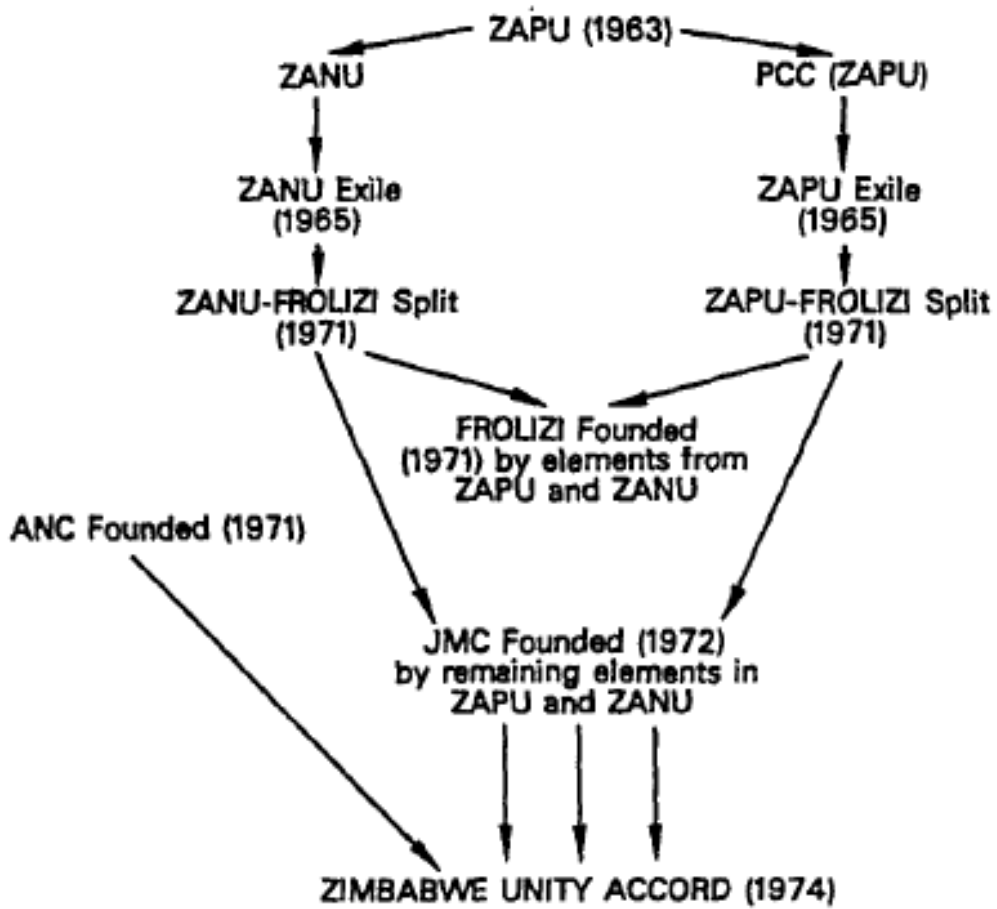 ZAPU (1963)
ZANU
PCC (ZAPU)
ZANU Exile
(1965)
ZAPU Exile
(1965)
ZANU-FROLIZI Split
(1971)
ZAPU-FROLIZI Split
(1971)
FROLIZI Founded
(1971) by elements from
ZAPU and ZANU
ANC Founded (1971)
JMC Founded (1972)
by remaining elements in
ZAPU and ZANU
ZIMBABWE UNITY ACCORD (1974)